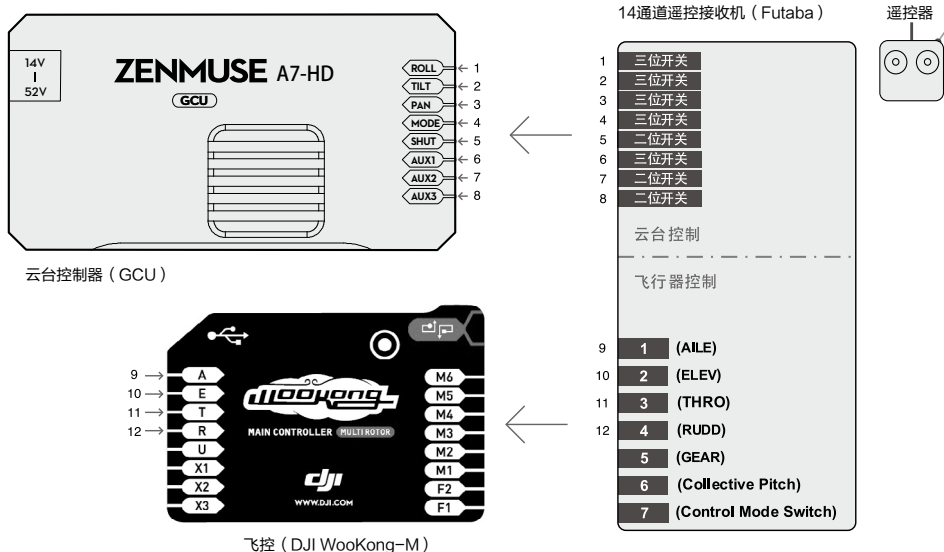 14通道遥控接收机（Futaba）
遥控器
14V
52V
ZENMUSE A7-HD
GCU
ROLL 1
TILT 2
PAN 3
MODE 4
SHUT 5
AUX1 6
AUX2 7
AUX3 8
云台控制器（GCU）
1 三位开关
2 三位开关
3 三位开关
4 三位开关
5 二位开关
6 三位开关
7 二位开关
8 二位开关
云台控制
飞行器控制
9 1 (AILE)
10 2 (ELEV)
11 3 (THRO)
12 4 (RUDD)
5 (GEAR)
6 (Collective Pitch)
7 (Control Mode Switch)
9 A
10 E
11 T
12 R
U
X1
X2
X3
WooKong
MAIN CONTROLLER MULTI ROTOR
dji
WWW.DJI.COM
M6
M5
M4
M3
M2
M1
F2
F1
飞控（DJI WooKong-M）